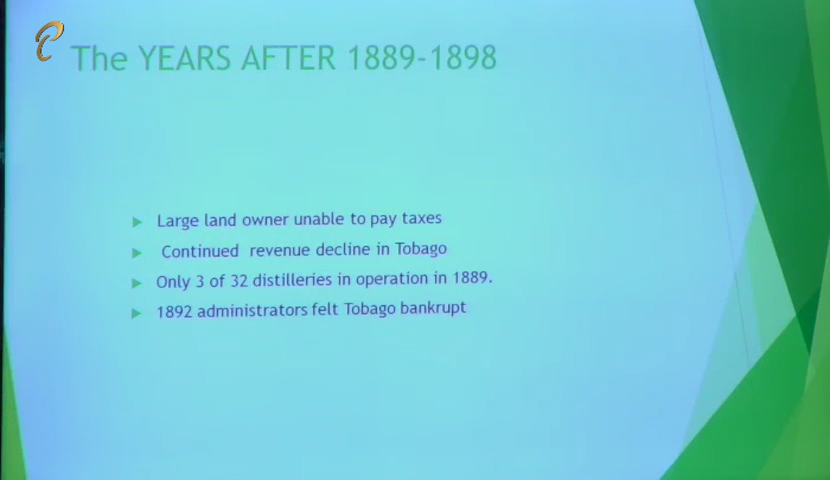 The YEARS AFTER 1889-1898
Large land owner unable to pay taxes
Continued revenue decline in Tobago
Only 3 of 32 distilleries in operation in 1889.
1892 administrators felt Tobago bankrupt